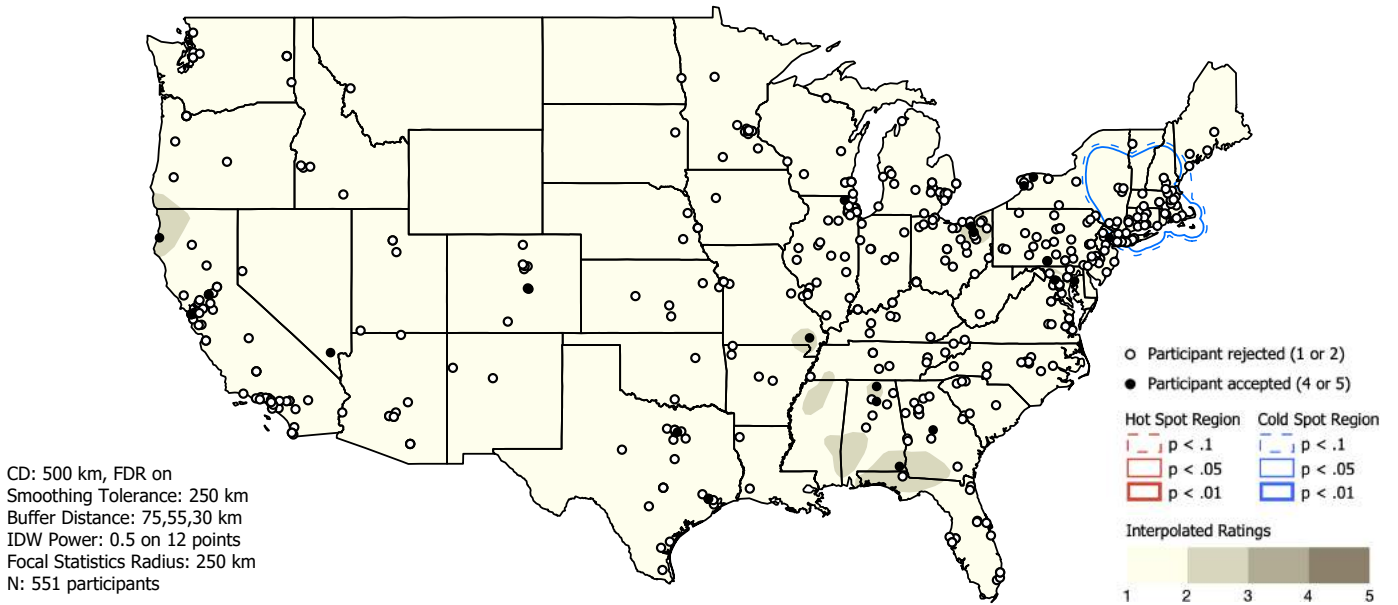 CD: 500 km, FDR on
Smoothing Tolerance: 250 km
Buffer Distance: 75,55,30 km
IDW Power: 0.5 on 12 points
Focal Statistics Radius: 250 km
N: 551 participants
Participant rejected (1 or 2)
Participant accepted (4 or 5)
Hot Spot Region Cold Spot Region
p < .1 p < .1
p < .05 p < .05
p < .01 p < .01
Interpolated Ratings
1 2 3 4 5